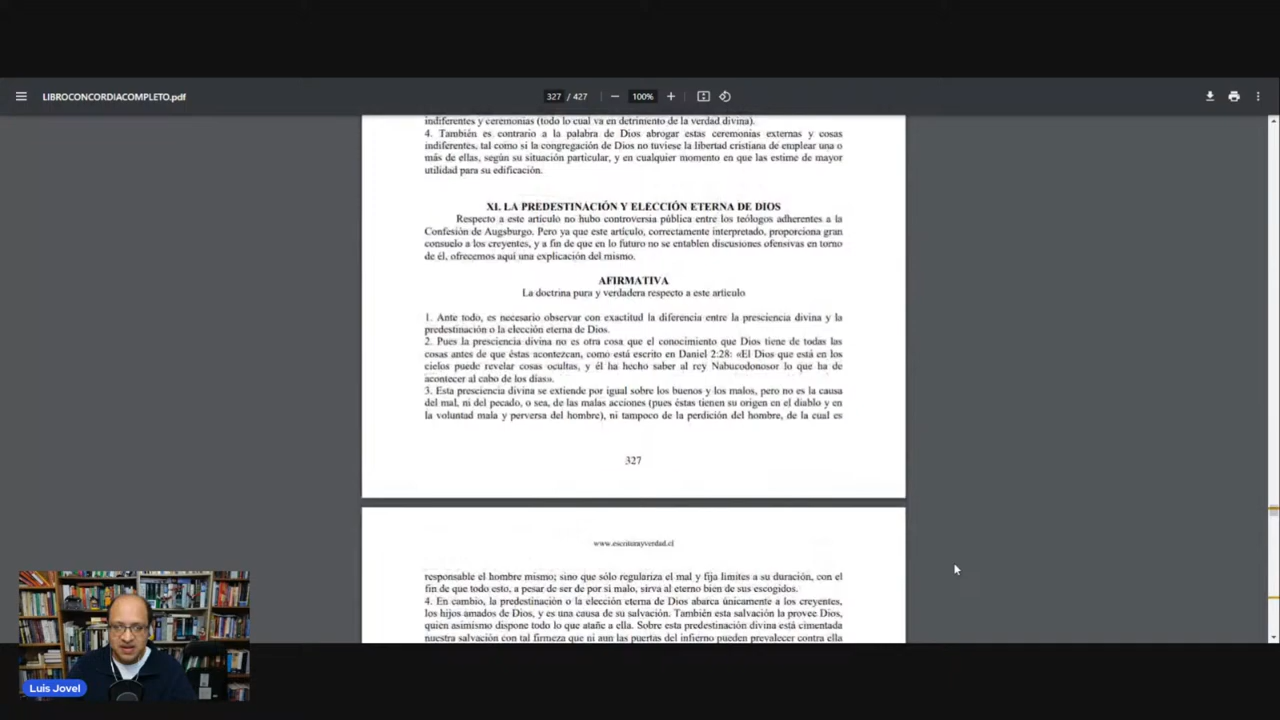 LIBROCONCORDIACOMPLETO.pdf
327 / 427
100%
indiferentes y ceremonias (todo lo cual va en detrimento de la verdad divina).
4. También es contrario a la palabra de Dios abrogar estas ceremonias externas y cosas
indiferentes, tal como si la congregación de Dios no tuviese la libertad cristiana de emplear una o
más de ellas, según su situación particular, y en cualquier momento en que las estime de mayor
utilidad para su edificación.
XI. LA PREDESTINACIÓN Y ELECCIÓN ETERNA DE DIOS
Respecto a este artículo no hubo controversia pública entre los teólogos adherentes a la
Confesión de Augsburgo. Pero ya que este artículo, correctamente interpretado, proporciona gran
consuelo a los creyentes, y a fin de que en lo futuro no se entablen discusiones ofensivas en torno
de él, ofrecemos aquí una explicación del mismo.
AFIRMATIVA
La doctrina pura y verdadera respecto a este artículo
1. Ante todo, es necesario observar con exactitud la diferencia entre la presciencia divina y la
predestinación o la elección eterna de Dios.
2. Pues la presciencia divina no es otra cosa que el conocimiento que Dios tiene de todas las
cosas antes de que éstas acontezcan, como está escrito en Daniel 2:28: «El Dios que está en los
cielos puede revelar cosas ocultas, y él ha hecho saber al rey Nabucodonosor lo que ha de
acontecer al cabo de los días».
3. Esta presciencia divina se extiende por igual sobre los buenos y los malos, pero no es la causa
del mal, ni del pecado, o sea, de las malas acciones (pues éstas tienen su origen en el diablo y en
la voluntad mala y perversa del hombre), ni tampoco de la perdición del hombre, de la cual es
327
www.escriturayverdad.cl
responsable el hombre mismo; sino que sólo regulariza el mal y fija límites a su duración, con el
fin de que todo esto, a pesar de ser de por sí malo, sirva al eterno bien de sus escogidos.
4. En cambio, la predestinación o la elección eterna de Dios abarca únicamente a los creyentes,
los hijos amados de Dios, y es una causa de su salvación. También esta salvación la provee Dios,
quien asimismo dispone todo lo que atañe a ella. Sobre esta predestinación divina está cimentada
nuestra salvación con tal firmeza que ni aun las puertas del infierno pueden prevalecer contra ella
Luis Jovel